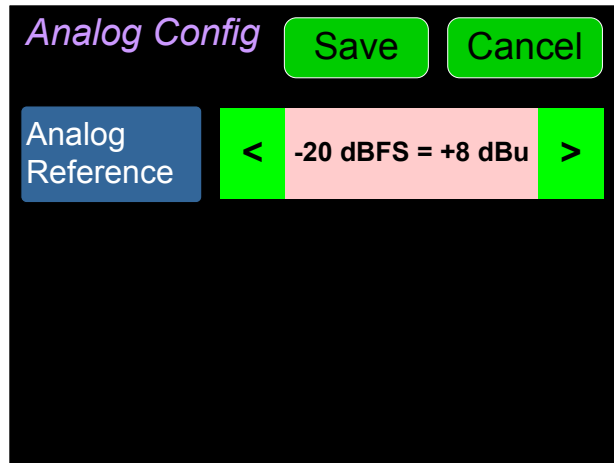 Analog Config
Save
Cancel
Analog
Reference
<
-20 dBFS = +8 dBu
>